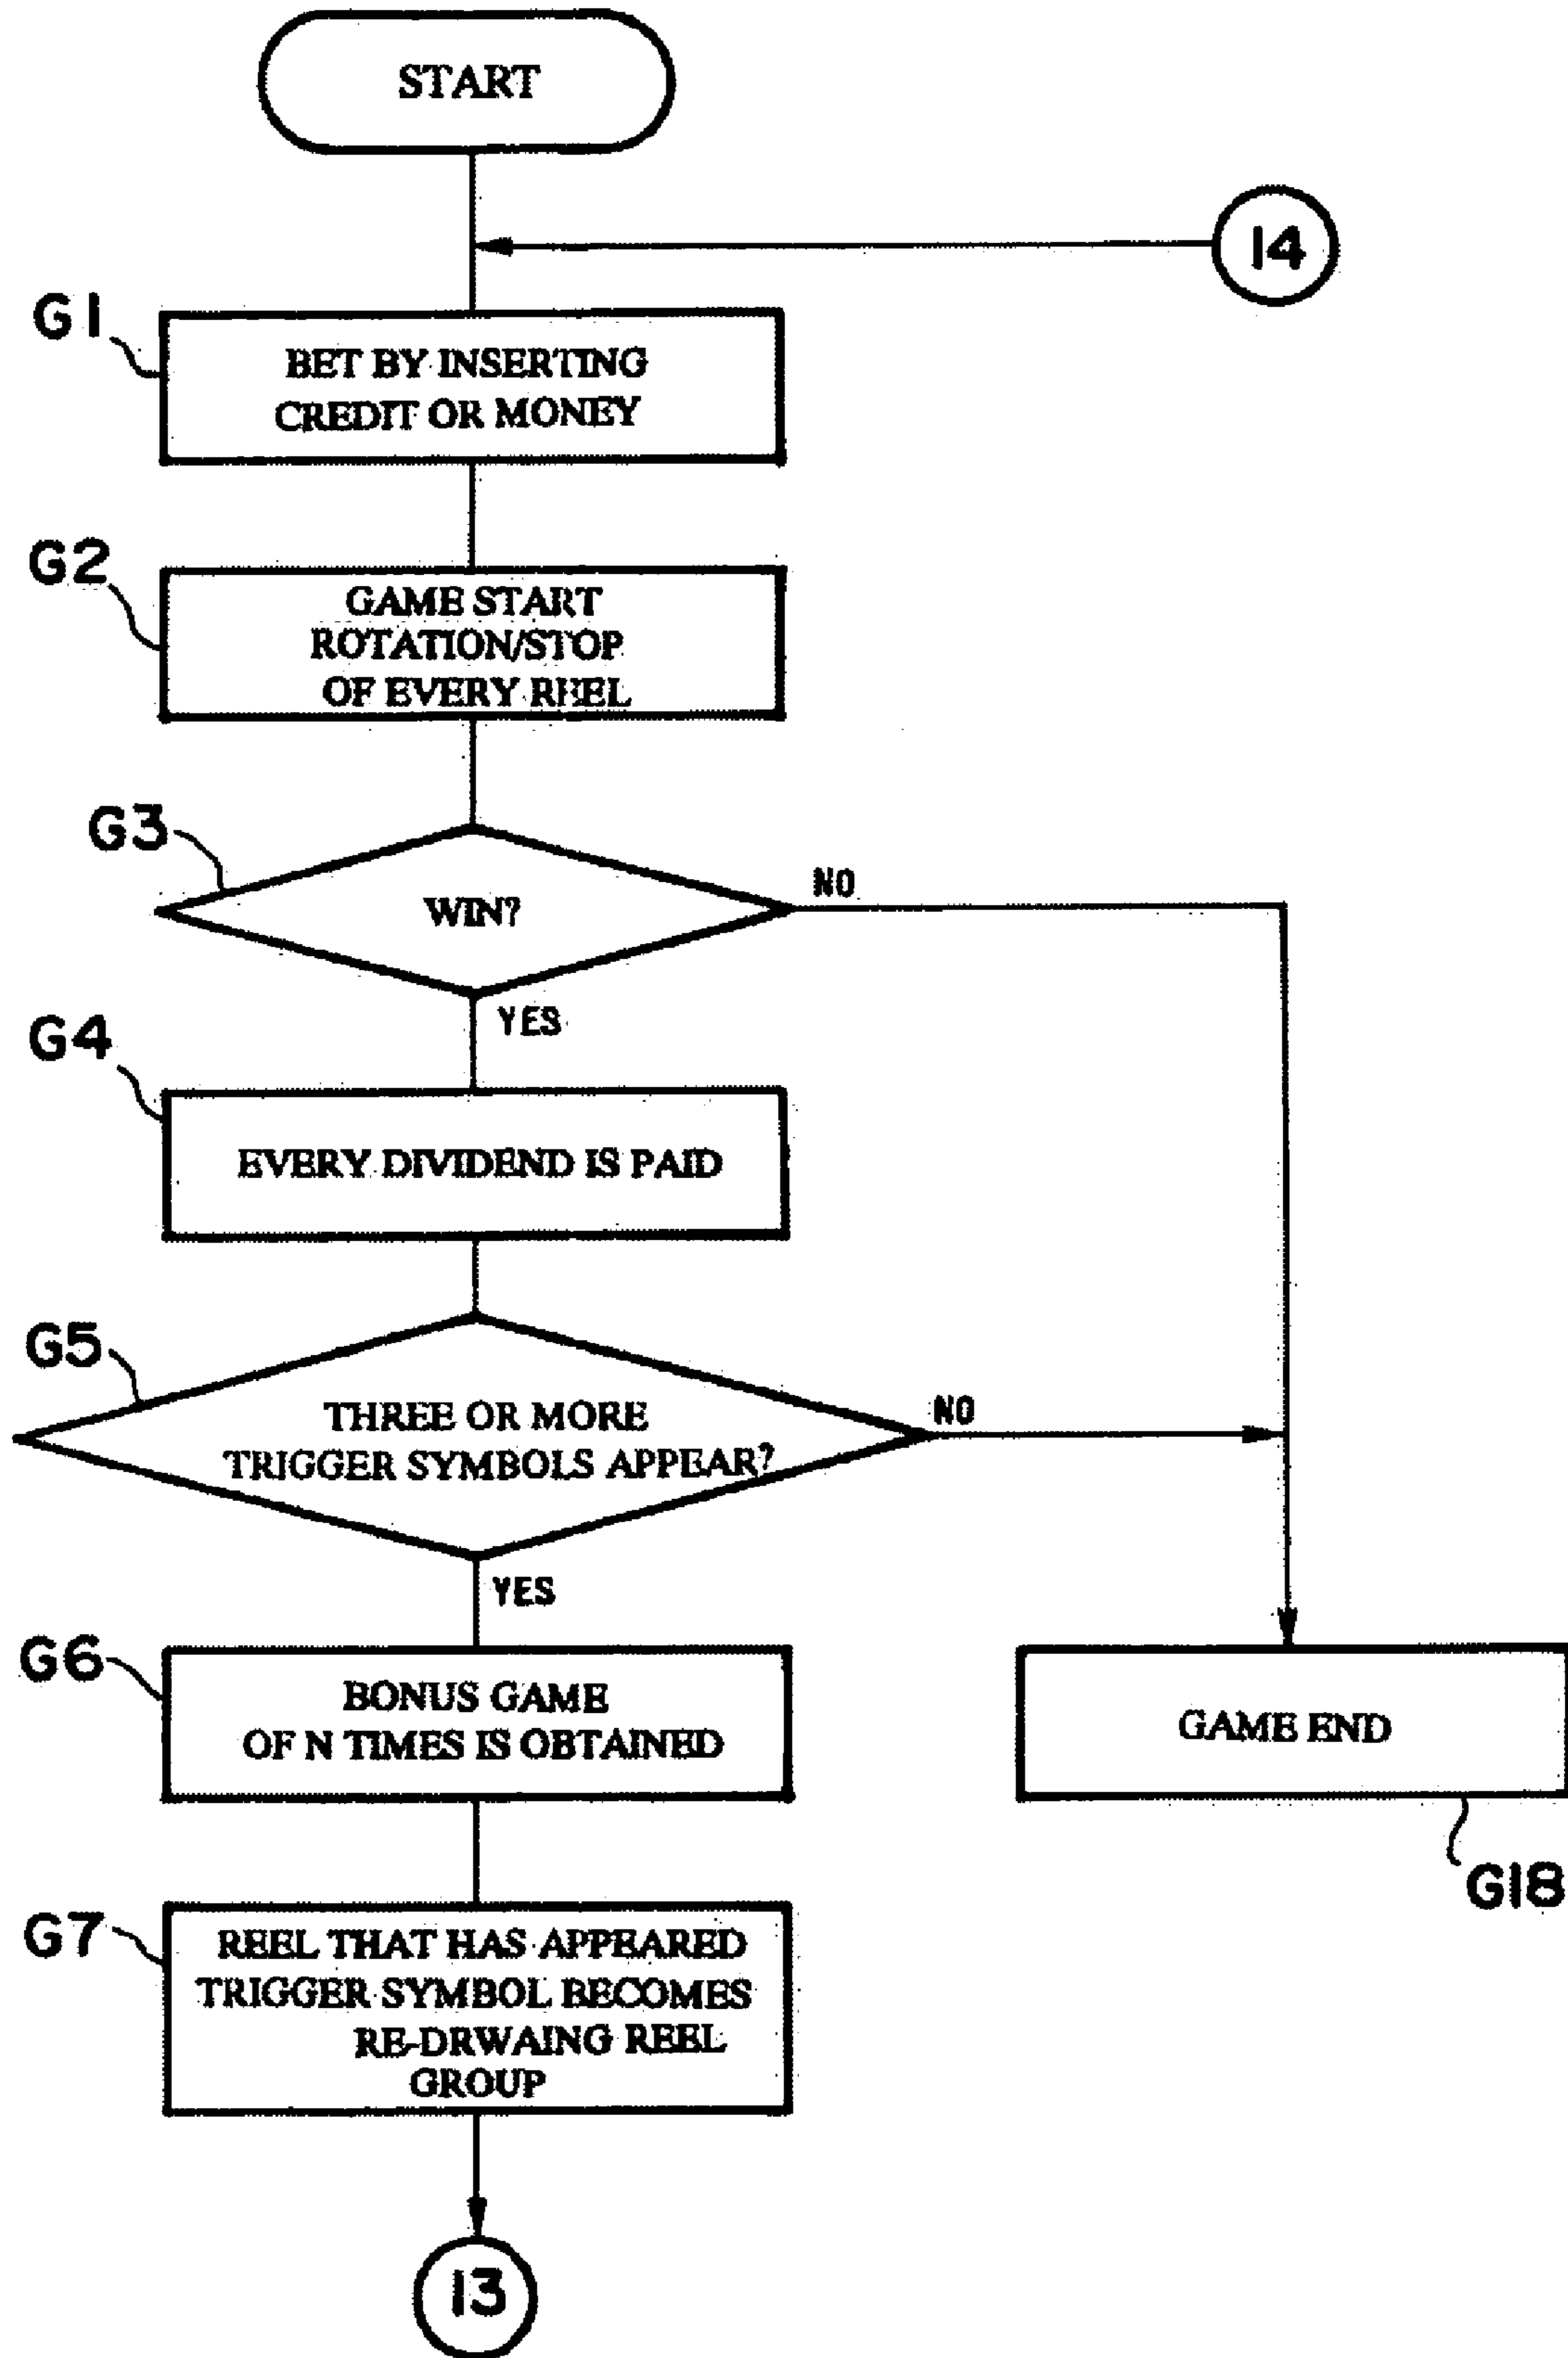 START
14
G1
BET BY INSERTING
CREDIT OR MONEY
G2
GAME START
ROTATION/STOP
OF EVERY REEL
G3
WIN?
NO
YES
G4
EVERY DIVIDEND IS PAID
G5
THREE OR MORE
TRIGGER SYMBOLS APPEAR?
NO
YES
G6
BONUS GAME
OF N TIMES IS OBTAINED
GAME END
G18
G7
REEL THAT HAS APPEARED
TRIGGER SYMBOL BECOMES
RE-DRWAING REEL
GROUP
13